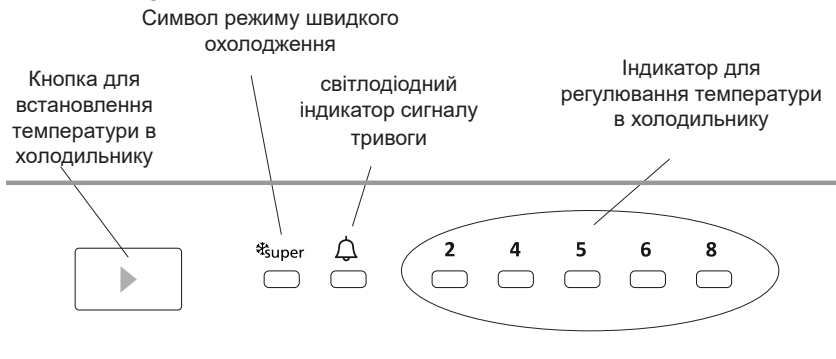 Символ режиму швидкого
охолодження
Кнопка для
встановлення
температури в
холодильнику
світлодіодний
індикатор сигналу
тривоги
Індикатор для
регулювання температури
в холодильнику
super
2 4 5 6 8